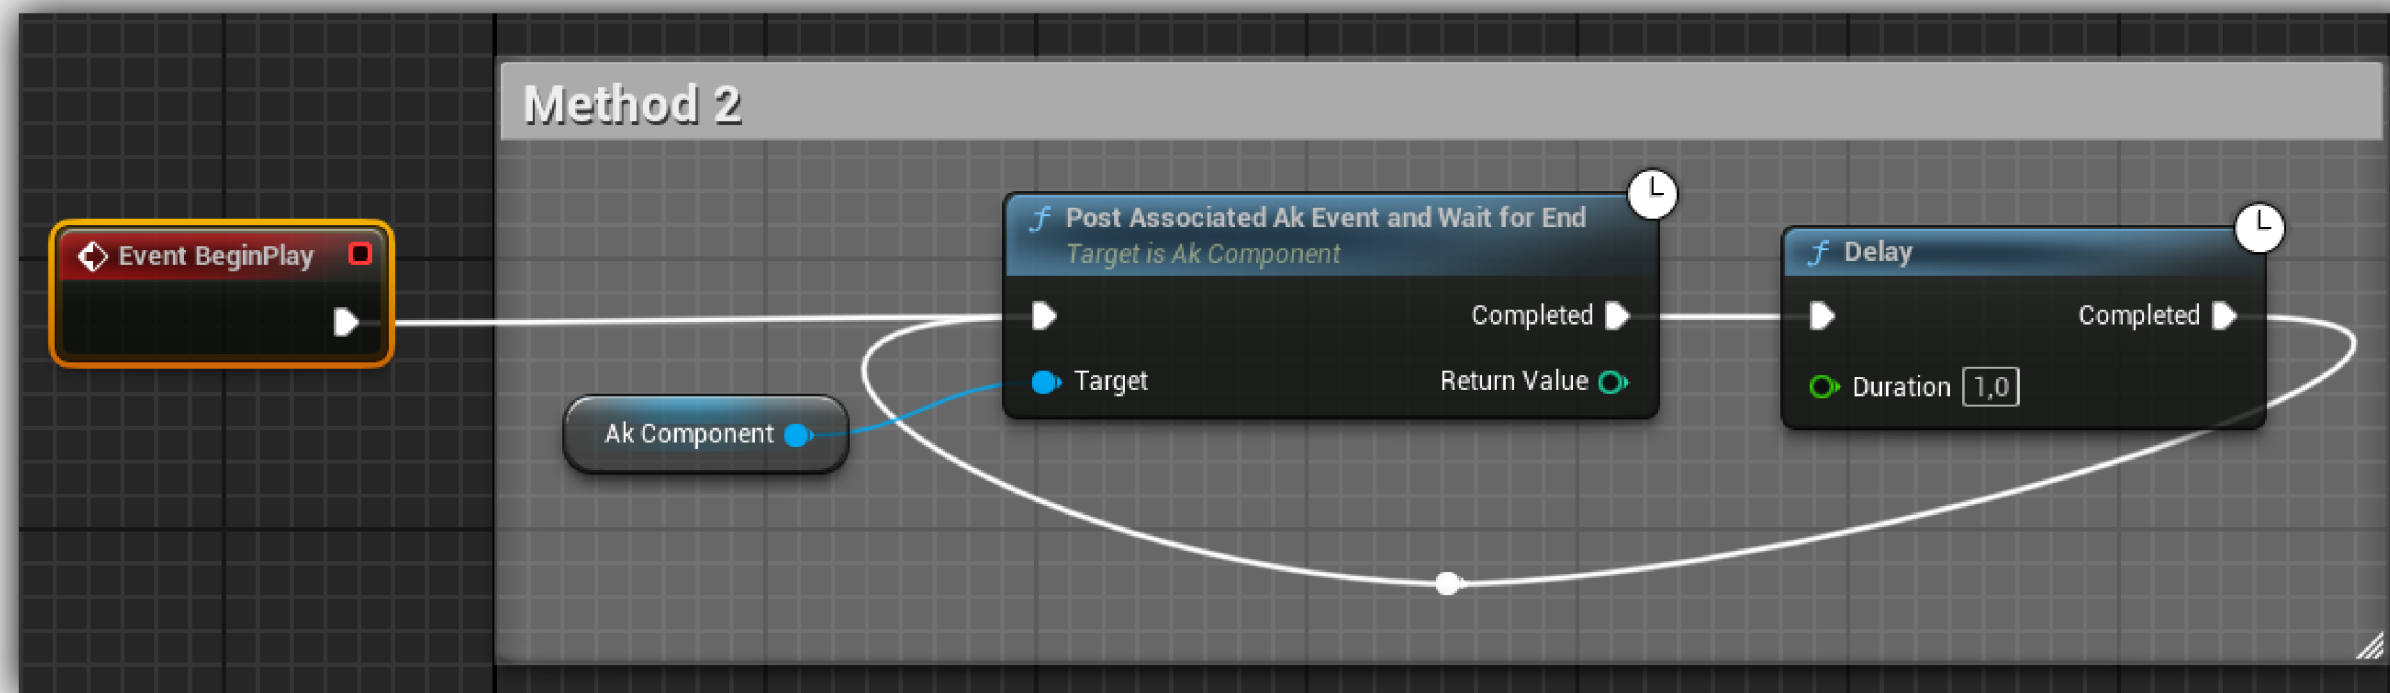 Method 2
Event BeginPlay
Post Associated Ak Event and Wait for End
Target is Ak Component
Completed
Target
Return Value
Ak Component
Delay
Completed
Duration 1,0